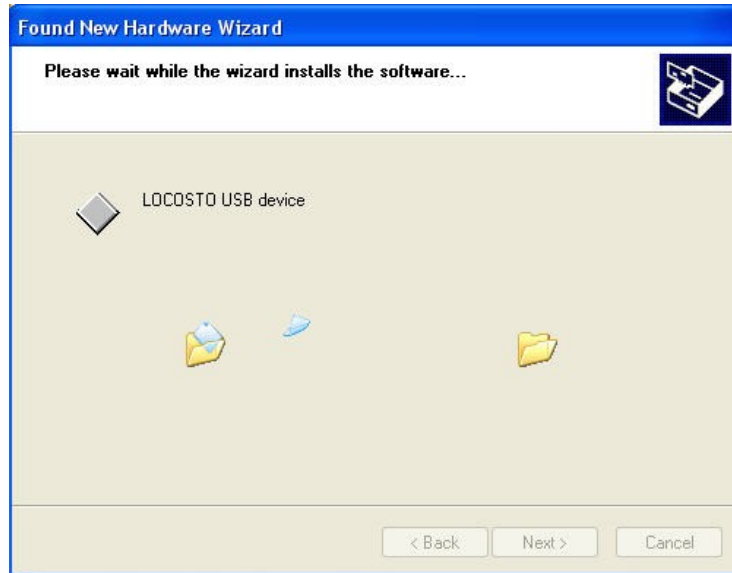 Found New Hardware Wizard
Please wait while the wizard installs the software...
LOCOSTO USB device
< Back Next > Cancel